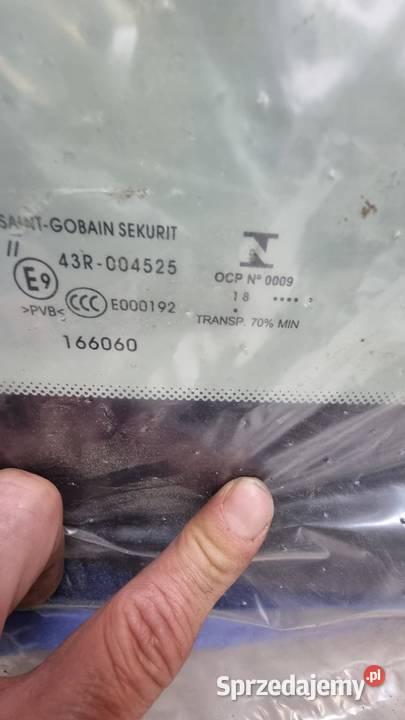 SAINT-GOBAIN SEKURIT
II
E9
43R-004525
>PVB<
CCC
E000192
166060
OCP Nº 0009
18 ....
TRANSP. 70% MIN
Sprzedajemy.pl